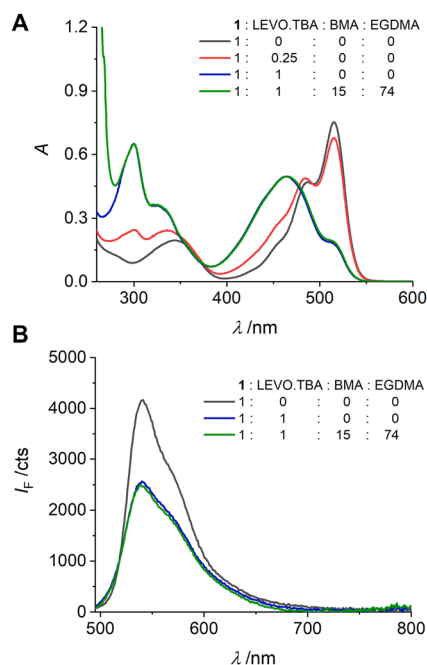 A
1 : LEVO.TBA : BMA : EGDMA
1 : 0 : 0 : 0
1 : 0.25 : 0 : 0
1 : 1 : 0 : 0
1 : 1 : 15 : 74
1.2
0.9
0.6
0.3
0.0
A
300 400 500 600
λ /nm
B
1 : LEVO.TBA : BMA : EGDMA
1 : 0 : 0 : 0
1 : 1 : 0 : 0
1 : 1 : 15 : 74
5000
4000
3000
2000
1000
0
I_F /cts
500 600 700 800
λ /nm